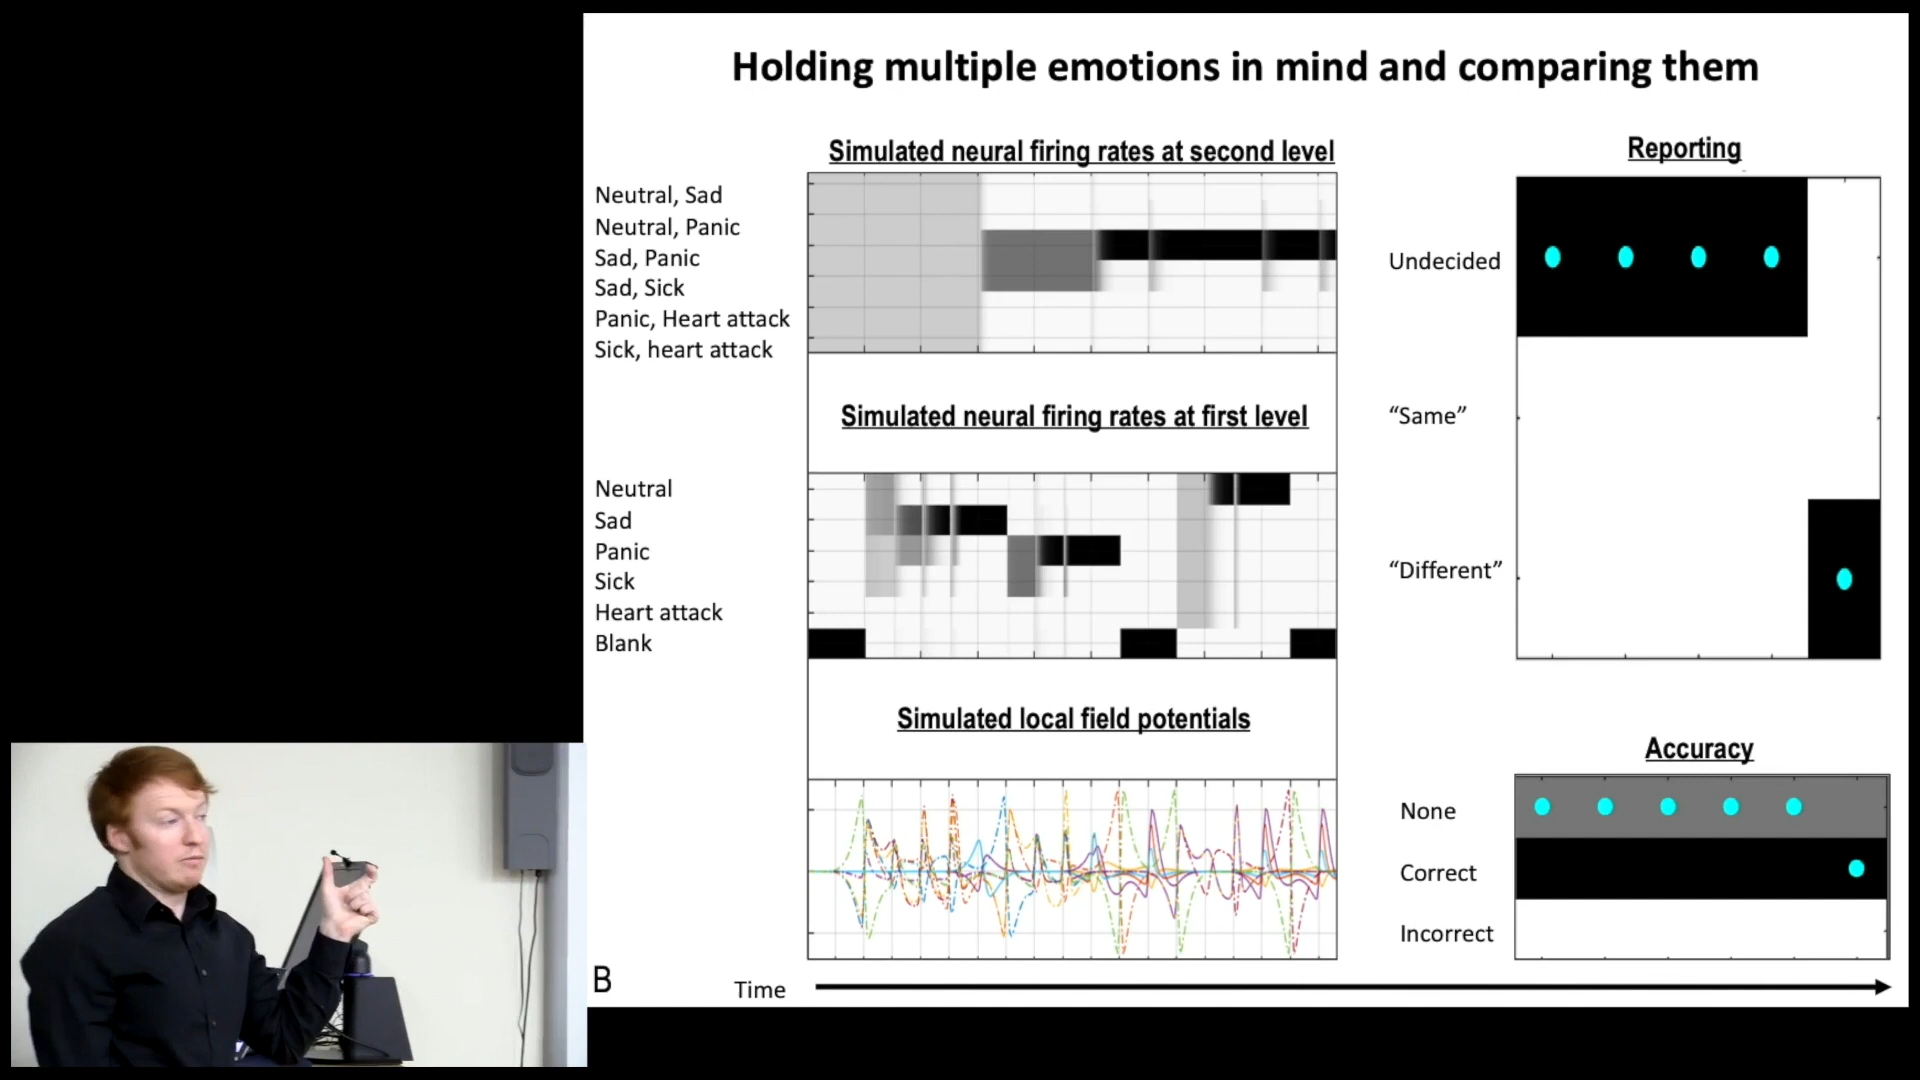 Holding multiple emotions in mind and comparing them
Simulated neural firing rates at second level
Neutral, Sad
Neutral, Panic
Sad, Panic
Sad, Sick
Panic, Heart attack
Sick, heart attack
Simulated neural firing rates at first level
Neutral
Sad
Panic
Sick
Heart attack
Blank
Simulated local field potentials
B
Time
Reporting
Undecided
“Same”
“Different”
Accuracy
None
Correct
Incorrect